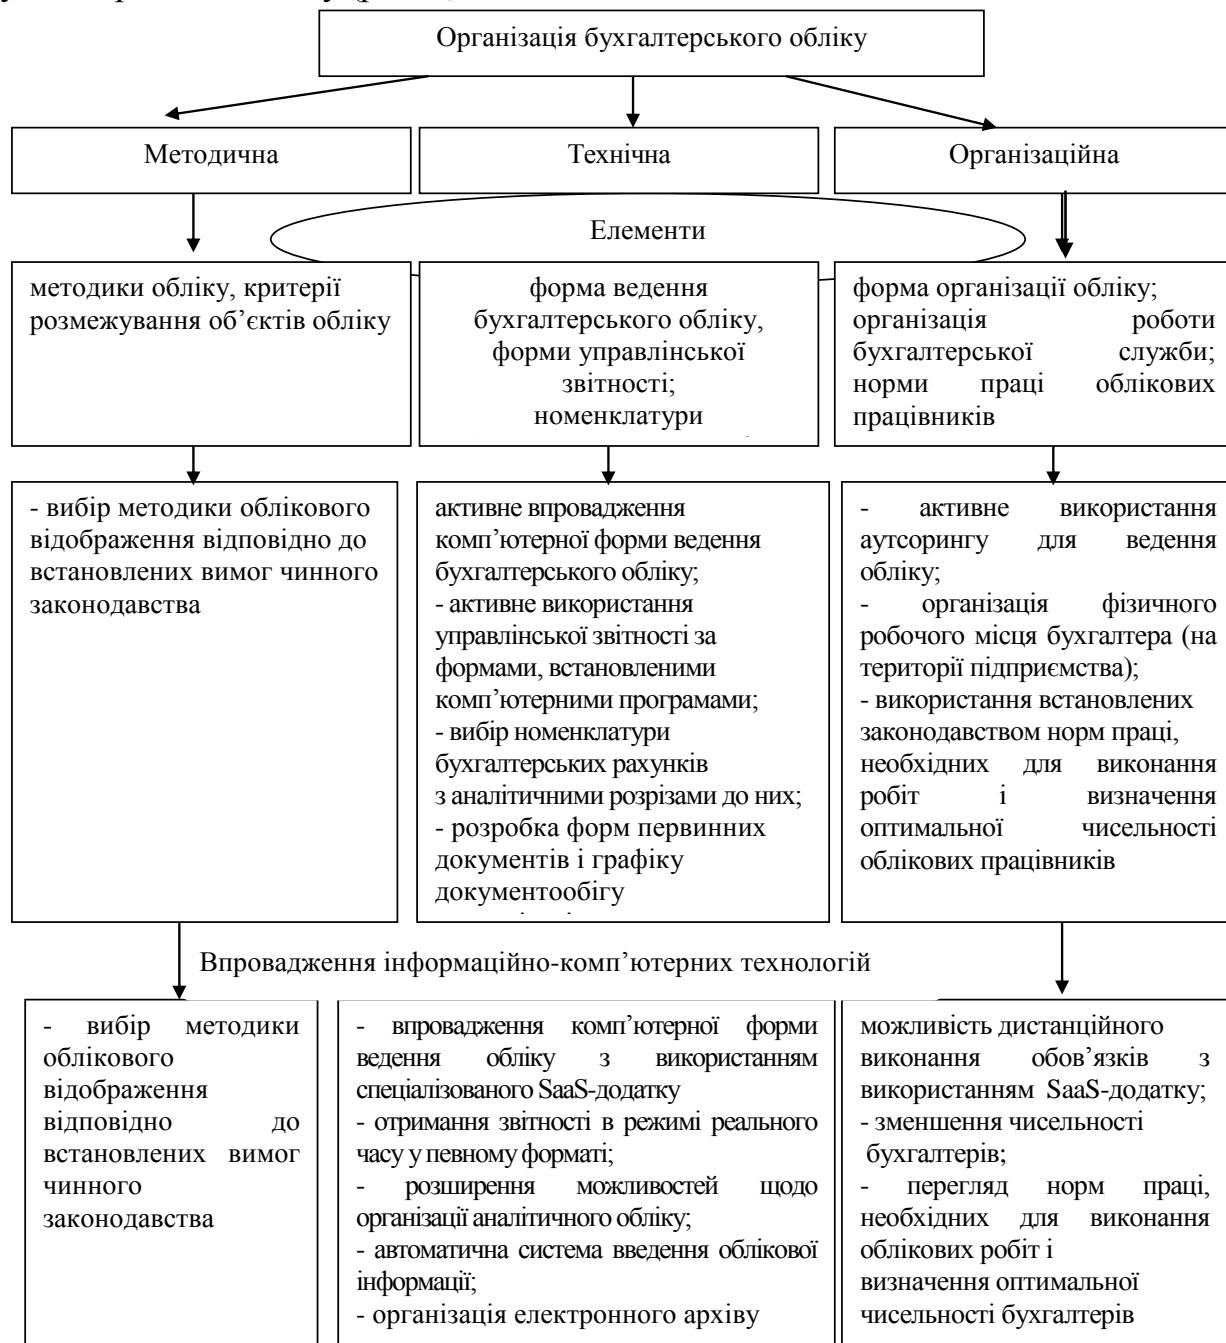 Організація бухгалтерського обліку
Методична
Технічна
Організаційна
Елементи
методики обліку, критерії
розмежування об’єктів обліку
форма ведення
бухгалтерського обліку,
форми управлінської
звітності;
номенклатури
форма організації обліку;
організація роботи
бухгалтерської служби;
норми праці облікових
працівників
- вибір методики облікового
відображення відповідно до
встановлених вимог чинного
законодавства
активне впровадження
комп’ютерної форми ведення
бухгалтерського обліку;
- активне використання
управлінської звітності за
формами, встановленими
комп’ютерними програмами;
- вибір номенклатури
бухгалтерських рахунків
з аналітичними розрізами до них;
- розробка форм первинних
документів і графіку
документообігу
- активне використання
аутсорингу для ведення
обліку;
- організація фізичного
робочого місця бухгалтера (на
території підприємства);
- використання встановлених
законодавством норм праці,
необхідних для виконання
робіт і визначення
оптимальної чисельності
облікових працівників
Впровадження інформаційно-комп’ютерних технологій
- вибір методики
облікового
відображення
відповідно до
встановлених вимог
чинного
законодавства
- впровадження комп’ютерної форми
ведення обліку з використанням
спеціалізованого SaaS-додатку
- отримання звітності в режимі реального
часу у певному форматі;
- розширення можливостей щодо
організації аналітичного обліку;
- автоматична система введення облікової
інформації;
- організація електронного архіву
можливість дистанційного
виконання обов’язків з
використанням SaaS-додатку;
- зменшення чисельності
бухгалтерів;
- перегляд норм праці,
необхідних для виконання
облікових робіт і
визначення оптимальної
чисельності бухгалтерів